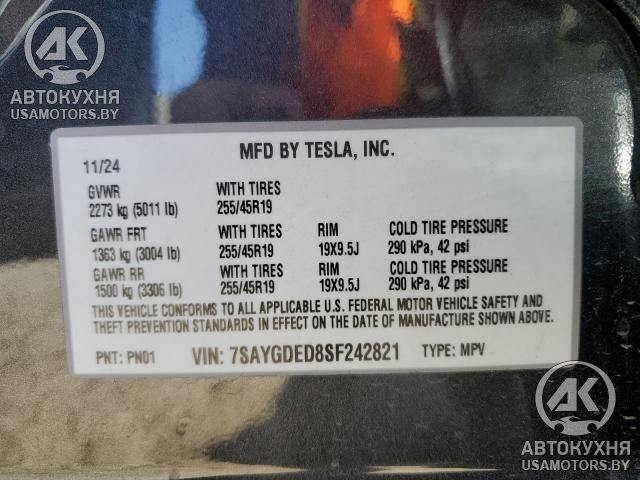 AK
АВТОКУХНЯ
USAMOTORS.BY
MFD BY TESLA, INC.
11/24
GVWR WITH TIRES
2273 kg (5011 lb) 255/45R19
GAWR FRT WITH TIRES RIM COLD TIRE PRESSURE
1363 kg (3004 lb) 255/45R19 19X9.5J 290 kPa, 42 psi
GAWR RR WITH TIRES RIM COLD TIRE PRESSURE
1500 kg (3306 lb) 255/45R19 19X9.5J 290 kPa, 42 psi
THIS VEHICLE CONFORMS TO ALL APPLICABLE U.S. FEDERAL MOTOR VEHICLE SAFETY AND
THEFT PREVENTION STANDARDS IN EFFECT ON THE DATE OF MANUFACTURE SHOWN ABOVE.
PNT: PN01 VIN: 7SAYGDED8SF242821 TYPE: MPV
AK
АВТОКУХНЯ
USAMOTORS.BY